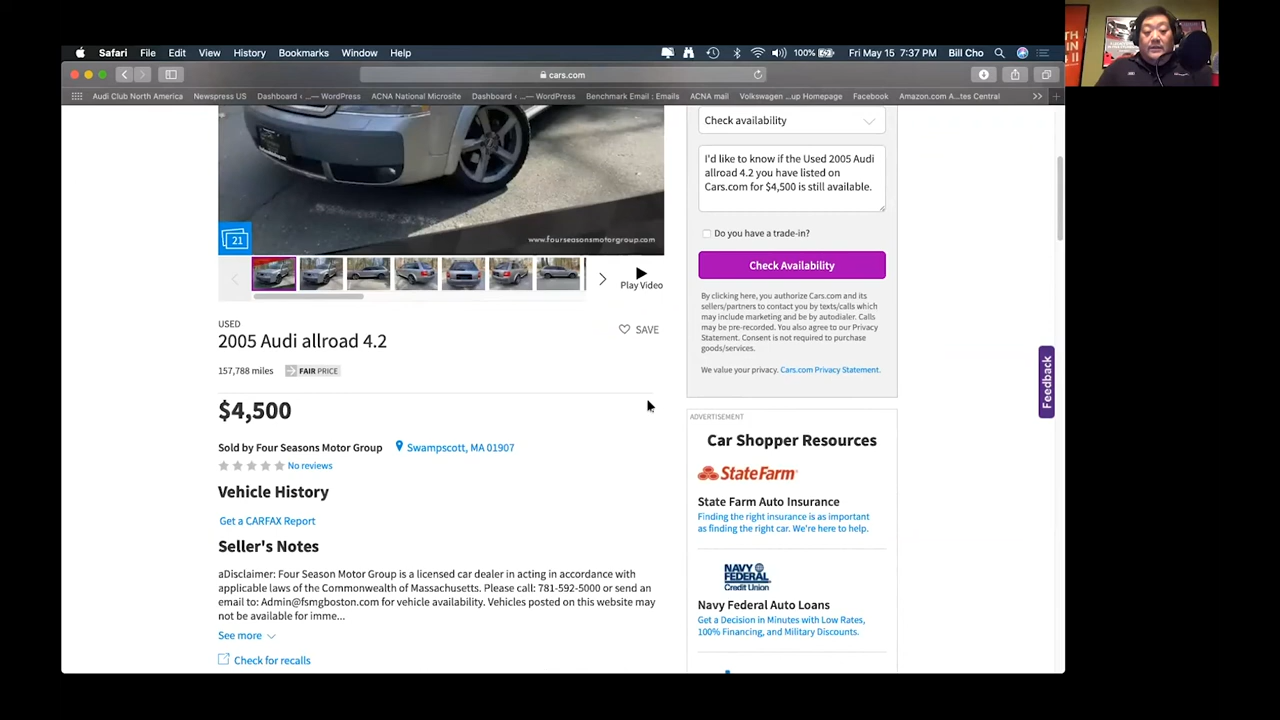 Safari File Edit View History Bookmarks Window Help
100% Fri May 15 7:37 PM Bill Cho
cars.com
Audi Club North America Newspress US Dashboard ‹ ...— WordPress ACNA National Microsite Dashboard ‹ ...— WordPress Benchmark Email : Emails ACNA mail Volkswagen ...up Homepage Facebook Amazon.com A...tes Central
21
www.fourseasonsmotorgroup.com
Play Video
USED
2005 Audi allroad 4.2
SAVE
157,788 miles FAIR PRICE
$4,500
Sold by Four Seasons Motor Group Swampscott, MA 01907
No reviews
Vehicle History
Get a CARFAX Report
Seller's Notes
aDisclaimer: Four Season Motor Group is a licensed car dealer in acting in accordance with
applicable laws of the Commonwealth of Massachusetts. Please call: 781-592-5000 or send an
email to: Admin@fsmgboston.com for vehicle availability. Vehicles posted on this website may
not be available for imme...
See more
Check for recalls
Check availability
I'd like to know if the Used 2005 Audi
allroad 4.2 you have listed on
Cars.com for $4,500 is still available.
Do you have a trade-in?
Check Availability
By clicking here, you authorize Cars.com and its
sellers/partners to contact you by texts/calls which
may include marketing and be by autodialer. Calls
may be pre-recorded. You also agree to our Privacy
Statement. Consent is not required to purchase
goods/services.
We value your privacy. Cars.com Privacy Statement.
ADVERTISEMENT
Car Shopper Resources
StateFarm
State Farm Auto Insurance
Finding the right insurance is as important
as finding the right car. We're here to help.
NAVY
FEDERAL
Credit Union
Navy Federal Auto Loans
Get a Decision in Minutes with Low Rates,
100% Financing, and Military Discounts.
Feedback